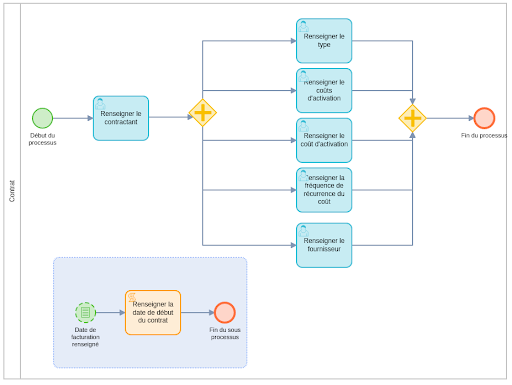 Contrat
Début du
processus
Renseigner le
contractant
Renseigner le
type
Renseigner le
coûts
d'activation
Renseigner le
coût d'activation
Renseigner la
fréquence de
récurrence du
coût
Renseigner le
fournisseur
Fin du processus
Date de
facturation
renseigné
Renseigner la
date de début
du contrat
Fin du sous
processus